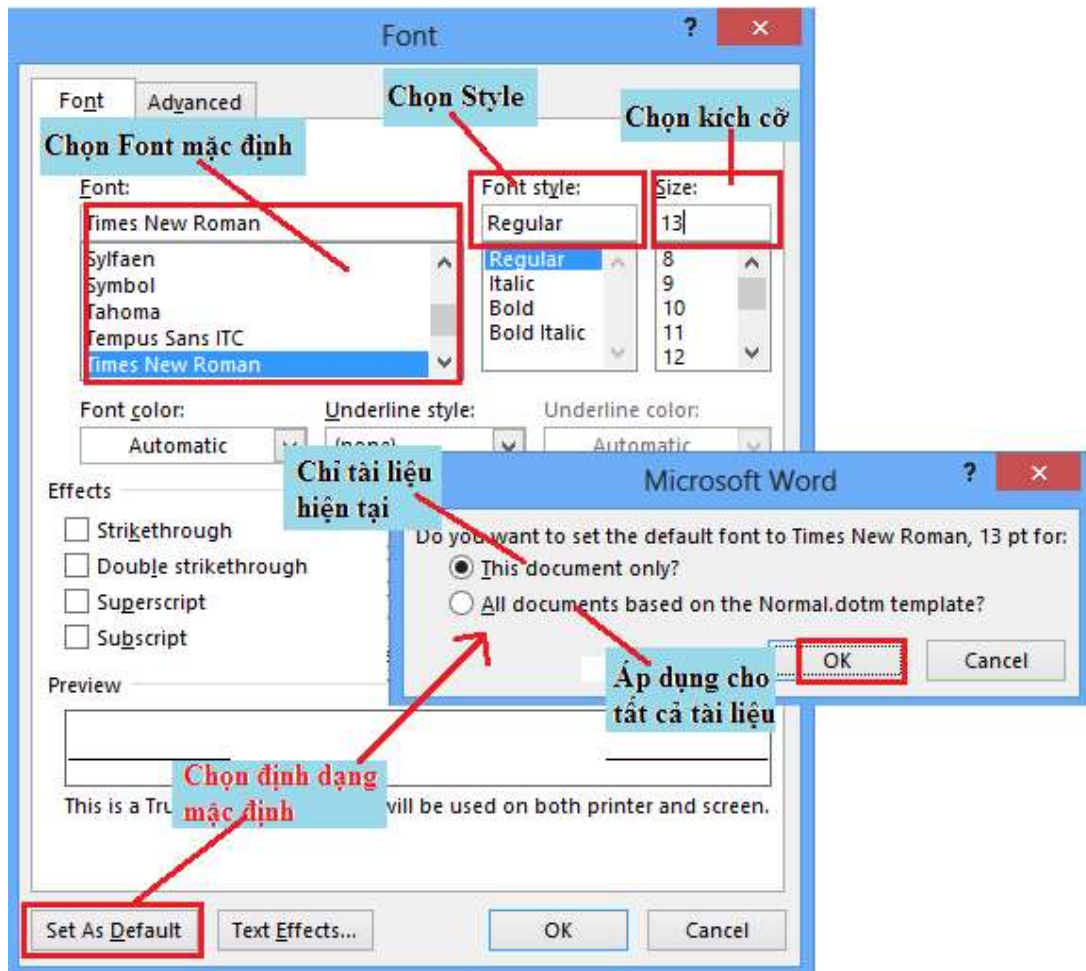 Font ?
Font Advanced
Chọn Style
Chọn kích cỡ
Chọn Font mặc định
Font: Font style: Size:
Times New Roman Regular 13
Sylfaen Regular 8
Symbol Italic 9
Tahoma Bold 10
Tempus Sans ITC Bold Italic 11
Times New Roman 12
Font color: Underline style: Underline color:
Automatic (none) Automatic
Chỉ tài liệu
hiện tại
Microsoft Word ?
Effects
Do you want to set the default font to Times New Roman, 13 pt for:
Strikethrough
This document only?
Double strikethrough
All documents based on the Normal.dotm template?
Superscript
Subscript
OK Cancel
Áp dụng cho
tất cả tài liệu
Preview
Chọn định dạng
mặc định
This is a will be used on both printer and screen.
Set As Default Text Effects... OK Cancel